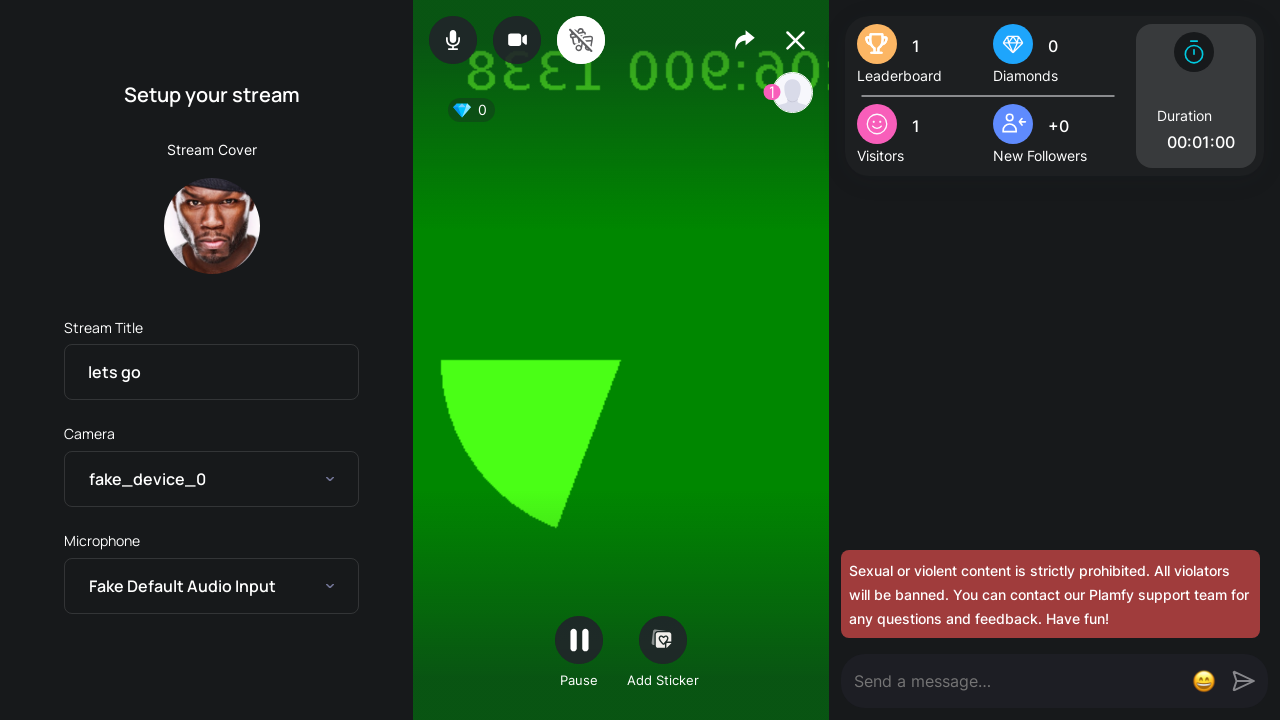 Setup your stream
Stream Cover
Stream Title
lets go
Camera
fake_device_0
Microphone
Fake Default Audio Input
0
1
Pause
Add Sticker
1
Leaderboard
0
Diamonds
1
Visitors
+0
New Followers
Duration
00:01:00
Sexual or violent content is strictly prohibited. All violators
will be banned. You can contact our Plamfy support team for
any questions and feedback. Have fun!
Send a message...